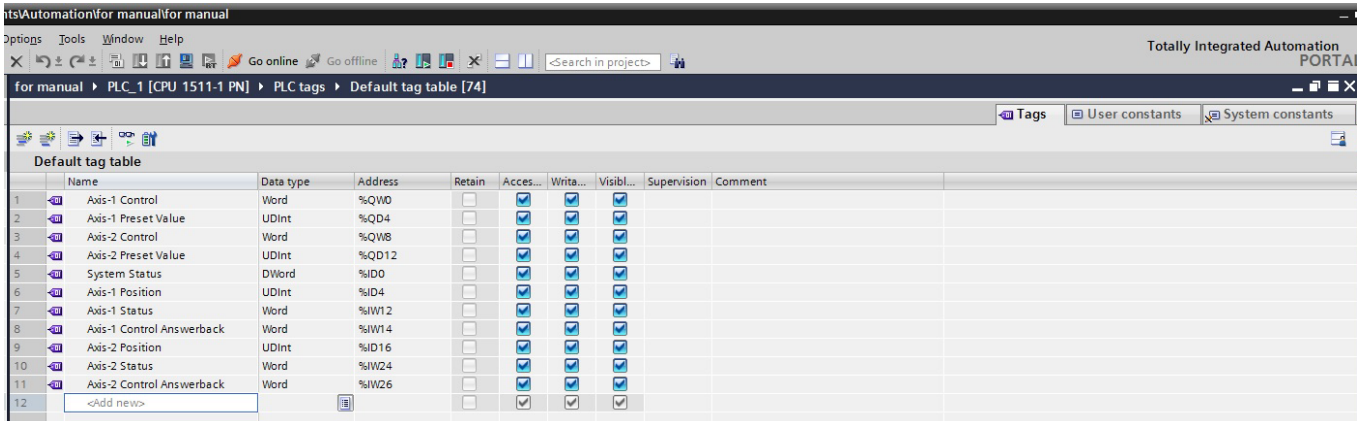 nts\Automation\for manual\for manual
Options Tools Window Help
Totally Integrated Automation
PORTAL
Go online Go offline <Search in project>
for manual PLC_1 [CPU 1511-1 PN] PLC tags Default tag table [74]
Tags User constants System constants
Default tag table
Name Data type Address Retain Acces... Writa... Visibl... Supervision Comment
1 Axis-1 Control Word %QW0
2 Axis-1 Preset Value UDInt %QD4
3 Axis-2 Control Word %QW8
4 Axis-2 Preset Value UDInt %QD12
5 System Status DWord %ID0
6 Axis-1 Position UDInt %ID4
7 Axis-1 Status Word %IW12
8 Axis-1 Control Answerback Word %IW14
9 Axis-2 Position UDInt %ID16
10 Axis-2 Status Word %IW24
11 Axis-2 Control Answerback Word %IW26
12 <Add new>